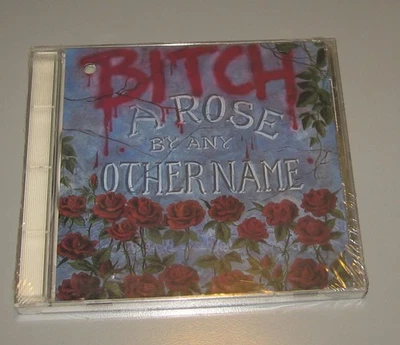 BITCH
A ROSE
BY ANY
OTHER NAME